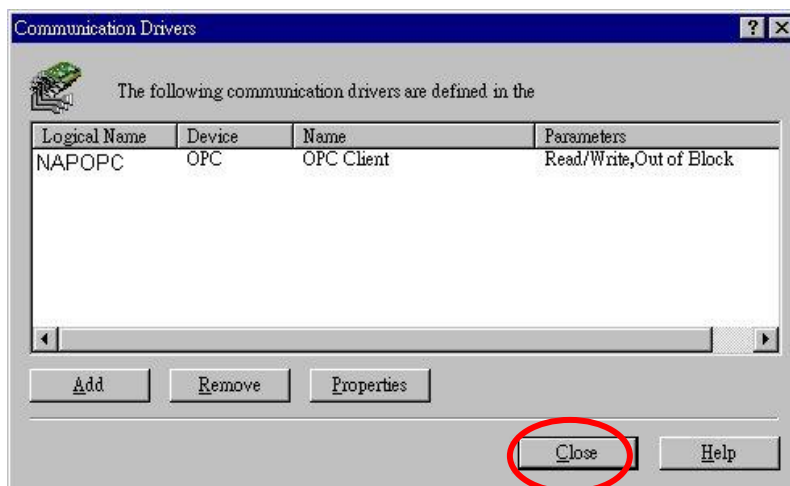 Communication Drivers
The following communication drivers are defined in the
Logical Name Device Name Parameters
NAPOPC OPC OPC Client Read/Write,Out of Block
Add Remove Properties
Close Help